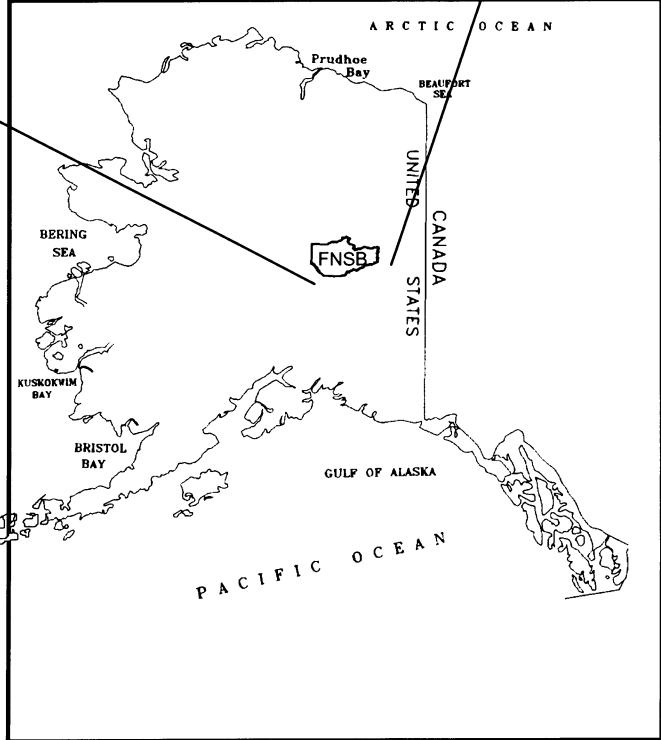 ARCTIC OCEAN
Prudhoe
Bay
BEAUFORT
SEA
UNITED STATES
CANADA
BERING
SEA
FNSB
KUSKOKWIM
BAY
BRISTOL
BAY
GULF OF ALASKA
PACIFIC OCEAN